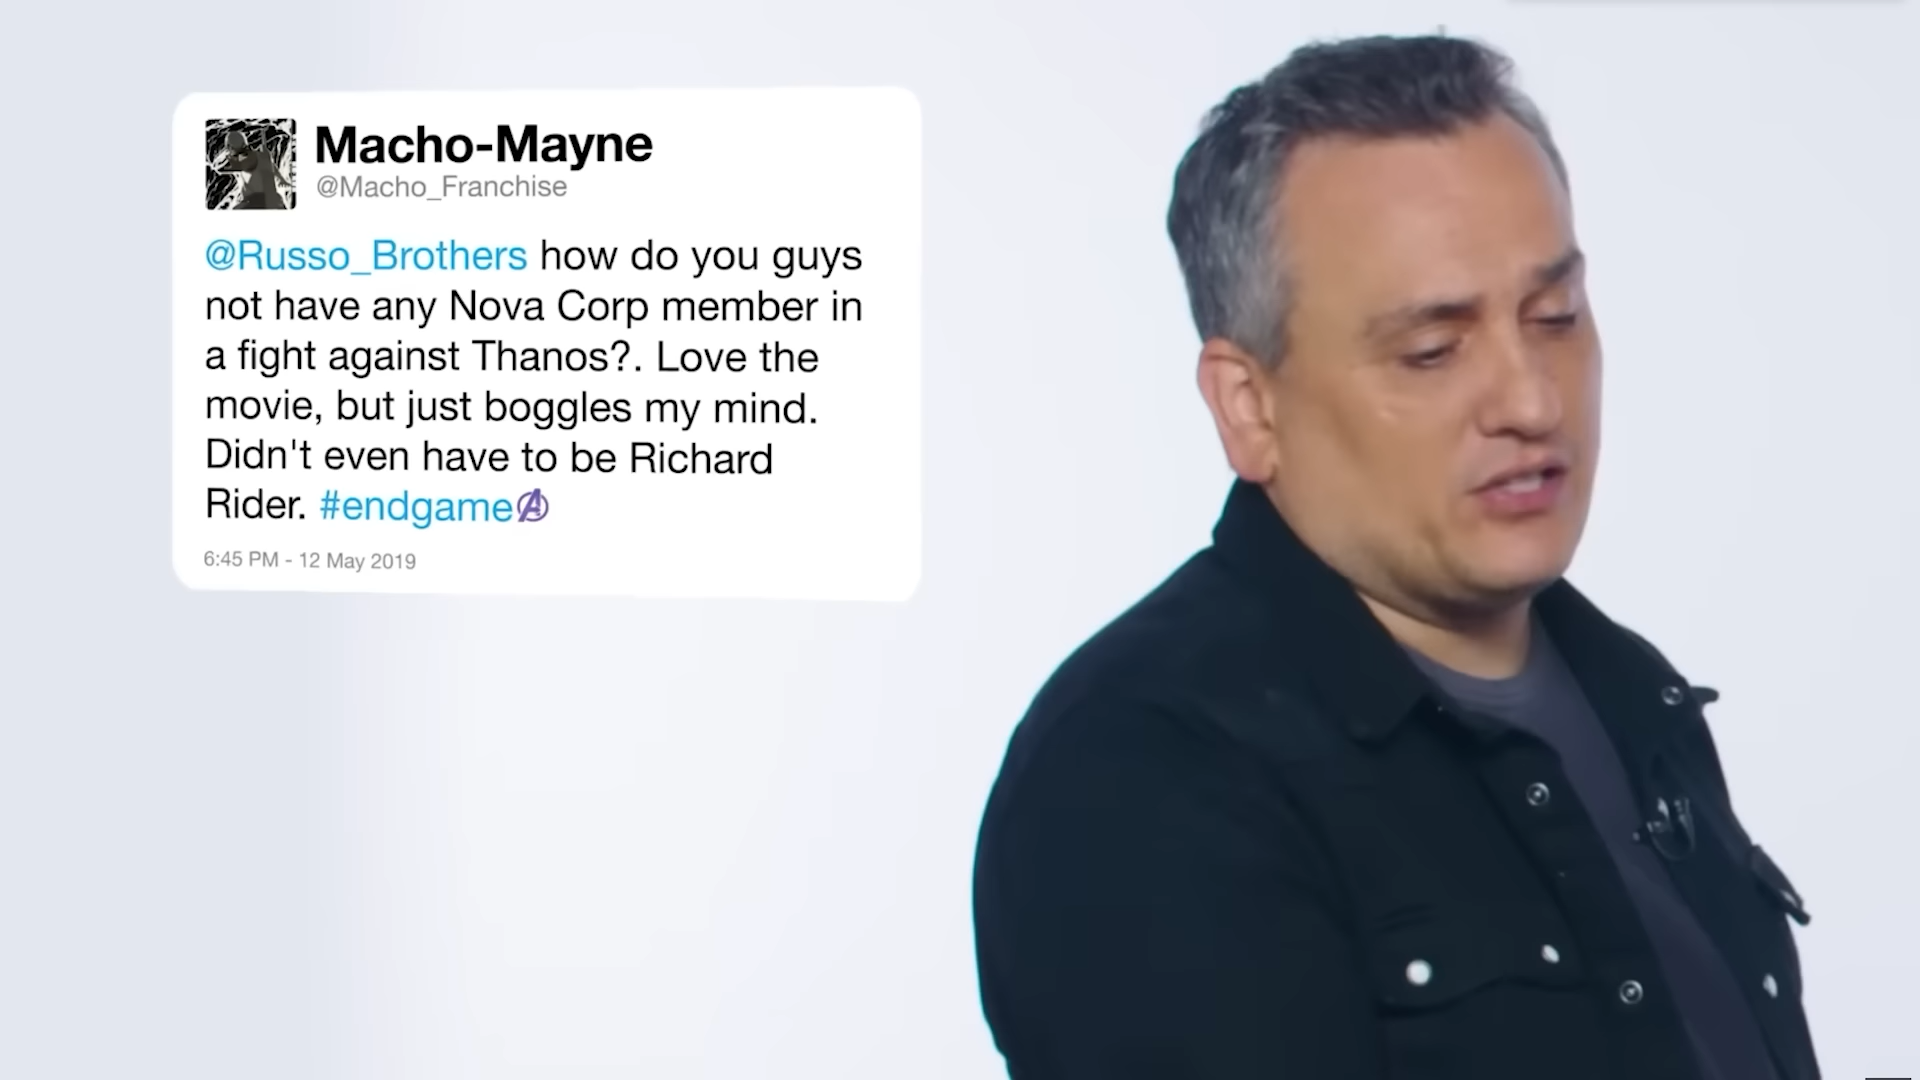 Macho-Mayne
@Macho_Franchise
@Russo_Brothers how do you guys
not have any Nova Corp member in
a fight against Thanos?. Love the
movie, but just boggles my mind.
Didn't even have to be Richard
Rider. #endgame
6:45 PM - 12 May 2019